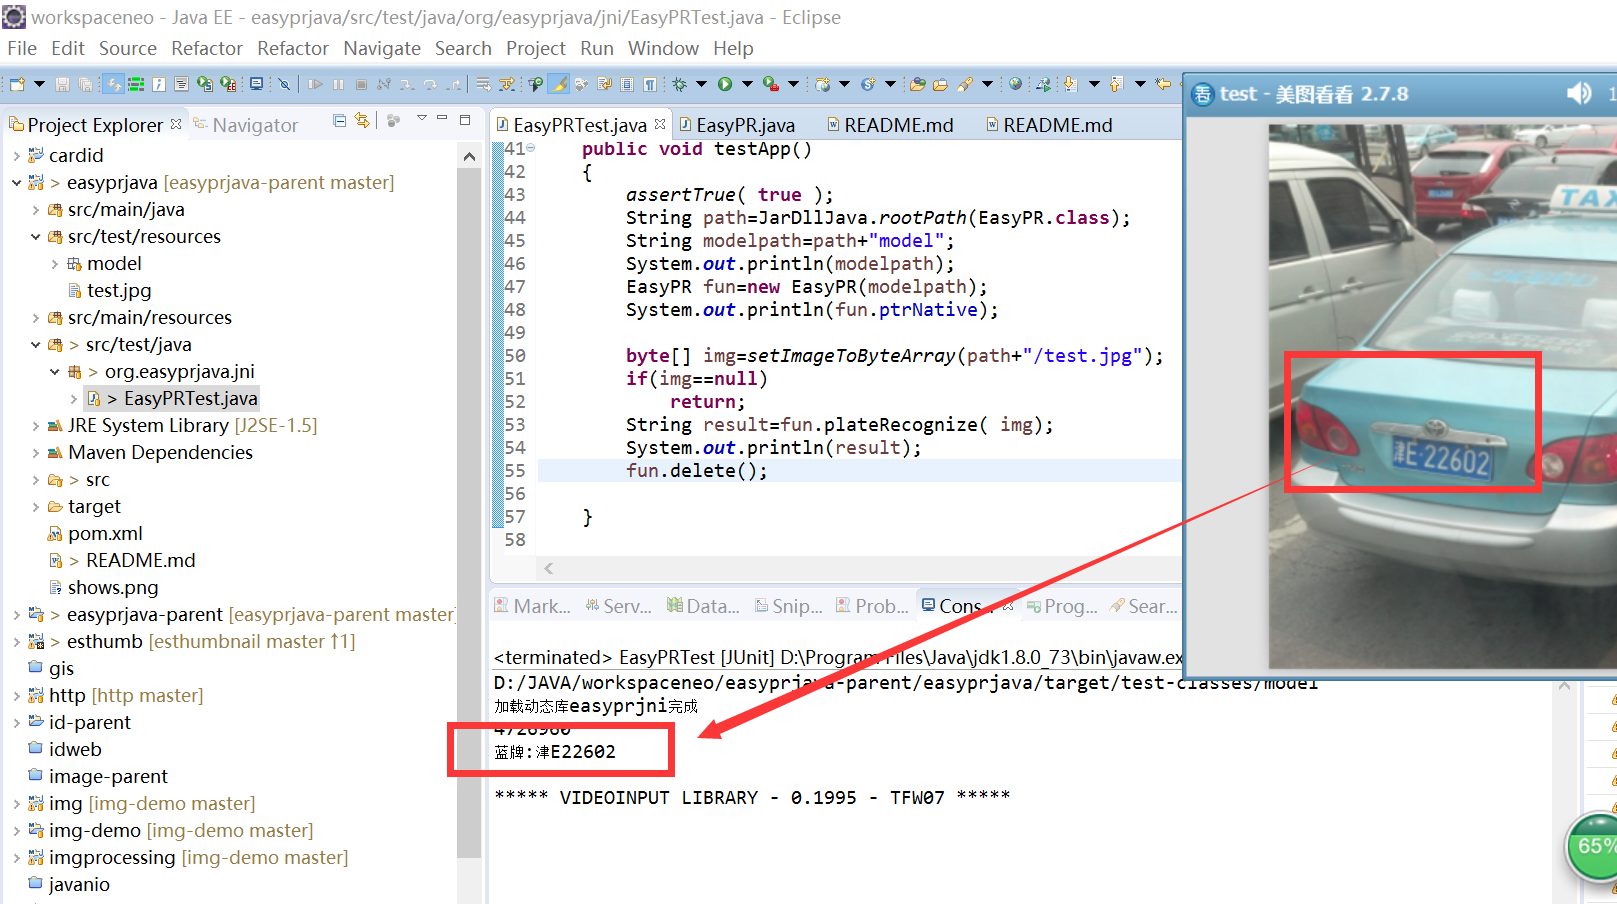 workspaceneo - Java EE - easyprjava/src/test/java/org/easyprjava/jni/EasyPRTest.java - Eclipse
File Edit Source Refactor Refactor Navigate Search Project Run Window Help
Project Explorer
Navigator
cardid
> easyprjava [easyprjava-parent master]
src/main/java
src/test/resources
model
test.jpg
src/main/resources
> src/test/java
> org.easyprjava.jni
> EasyPRTest.java
JRE System Library [J2SE-1.5]
Maven Dependencies
> src
target
pom.xml
> README.md
shows.png
> easyprjava-parent [easyprjava-parent master]
> esthumb [esthumbnail master ↑1]
gis
http [http master]
id-parent
idweb
image-parent
img [img-demo master]
img-demo [img-demo master]
imgprocessing [img-demo master]
javanio
EasyPRTest.java
EasyPR.java
README.md
README.md
41 public void testApp()
42 {
43 assertTrue( true );
44 String path=JarDllJava.rootPath(EasyPR.class);
45 String modelpath=path+"model";
46 System.out.println(modelpath);
47 EasyPR fun=new EasyPR(modelpath);
48 System.out.println(fun.ptrNative);
49
50 byte[] img=setImageToByteArray(path+"/test.jpg");
51 if(img==null)
52 return;
53 String result=fun.plateRecognize( img);
54 System.out.println(result);
55 fun.delete();
56
57 }
58
Mark... Serv... Data... Snip... Prob... Cons... Prog... Sear...
<terminated> EasyPRTest [JUnit] D:\Program Files\Java\jdk1.8.0_73\bin\javaw.ex
D:/JAVA/workspaceneo/easyprjava-parent/easyprjava/target/test-classes/model
加载动态库easyprjni完成
4726960
蓝牌:津E22602
***** VIDEOINPUT LIBRARY - 0.1995 - TFW07 *****
test - 美图看看 2.7.8
1
TAX
津E·22602
65%